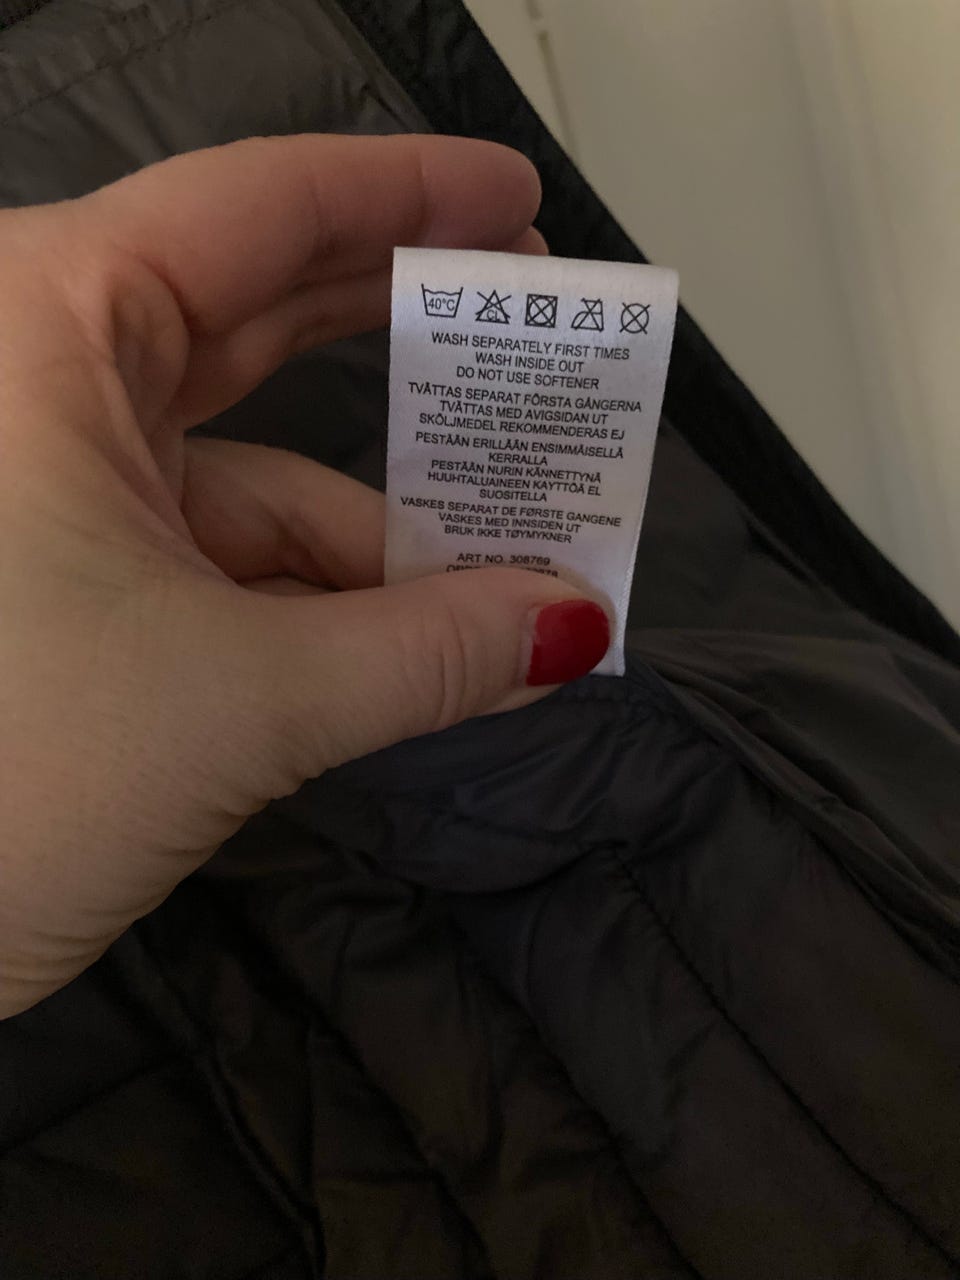 40°C CL
WASH SEPARATELY FIRST TIMES
WASH INSIDE OUT
DO NOT USE SOFTENER
TVÄTTAS SEPARAT FÖRSTA GÅNGERNA
TVÄTTAS MED AVIGSIDAN UT
SKÖLJMEDEL REKOMMENDERAS EJ
PESTÄÄN ERILLÄÄN ENSIMMÄISELLÄ
KERRALLA
PESTÄÄN NURIN KÄNNETTYNÄ
HUUHTALUAINEEN KAYTTÖÄ EL
SUOSITELLA
VASKES SEPARAT DE FØRSTE GANGENE
VASKES MED INNSIDEN UT
BRUK IKKE TØYMYKNER
ART NO. 308769